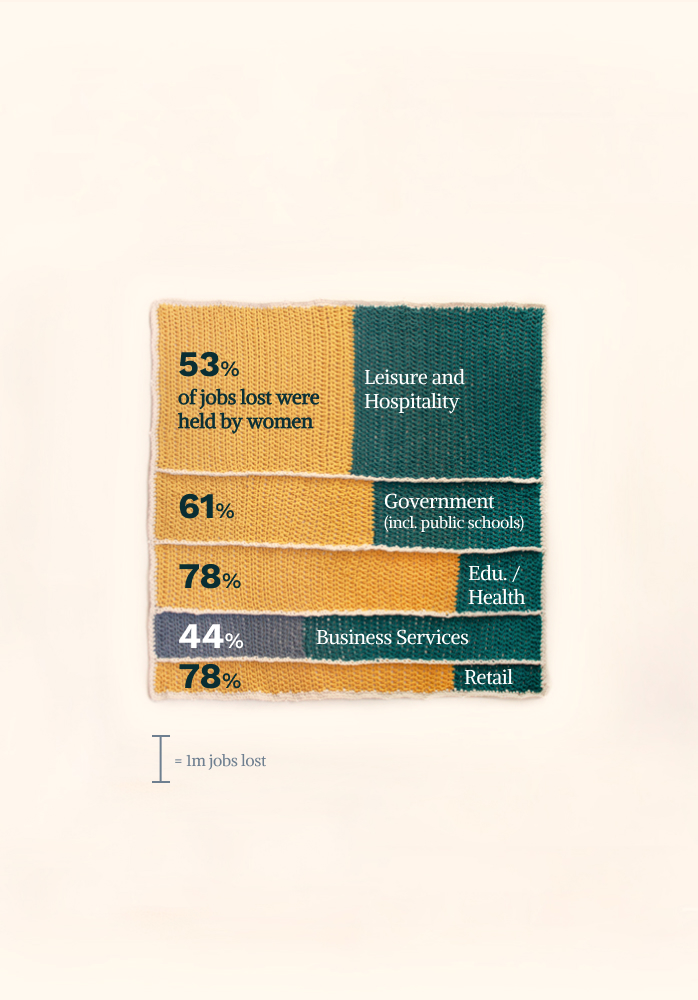 53%
of jobs lost were
held by women
Leisure and
Hospitality
61%
Government
(incl. public schools)
78%
Edu. /
Health
44%
Business Services
78%
Retail
= 1m jobs lost